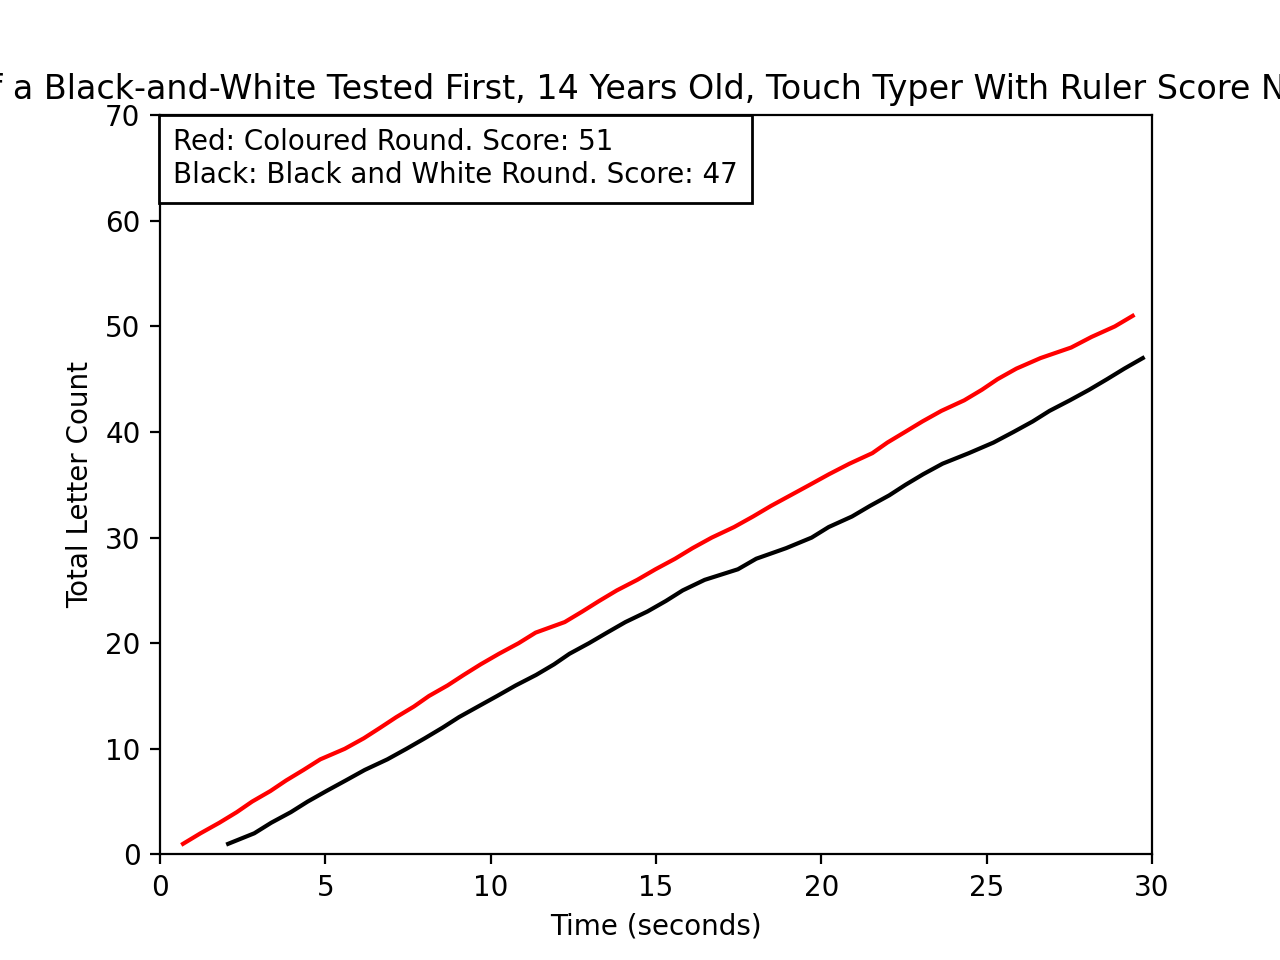 a Black-and-White Tested First, 14 Years Old, Touch Typer With Ruler Score
Red: Coloured Round. Score: 51
Black: Black and White Round. Score: 47
70
60
50
40
30
20
10
0
Total Letter Count
0 5 10 15 20 25 30
Time (seconds)